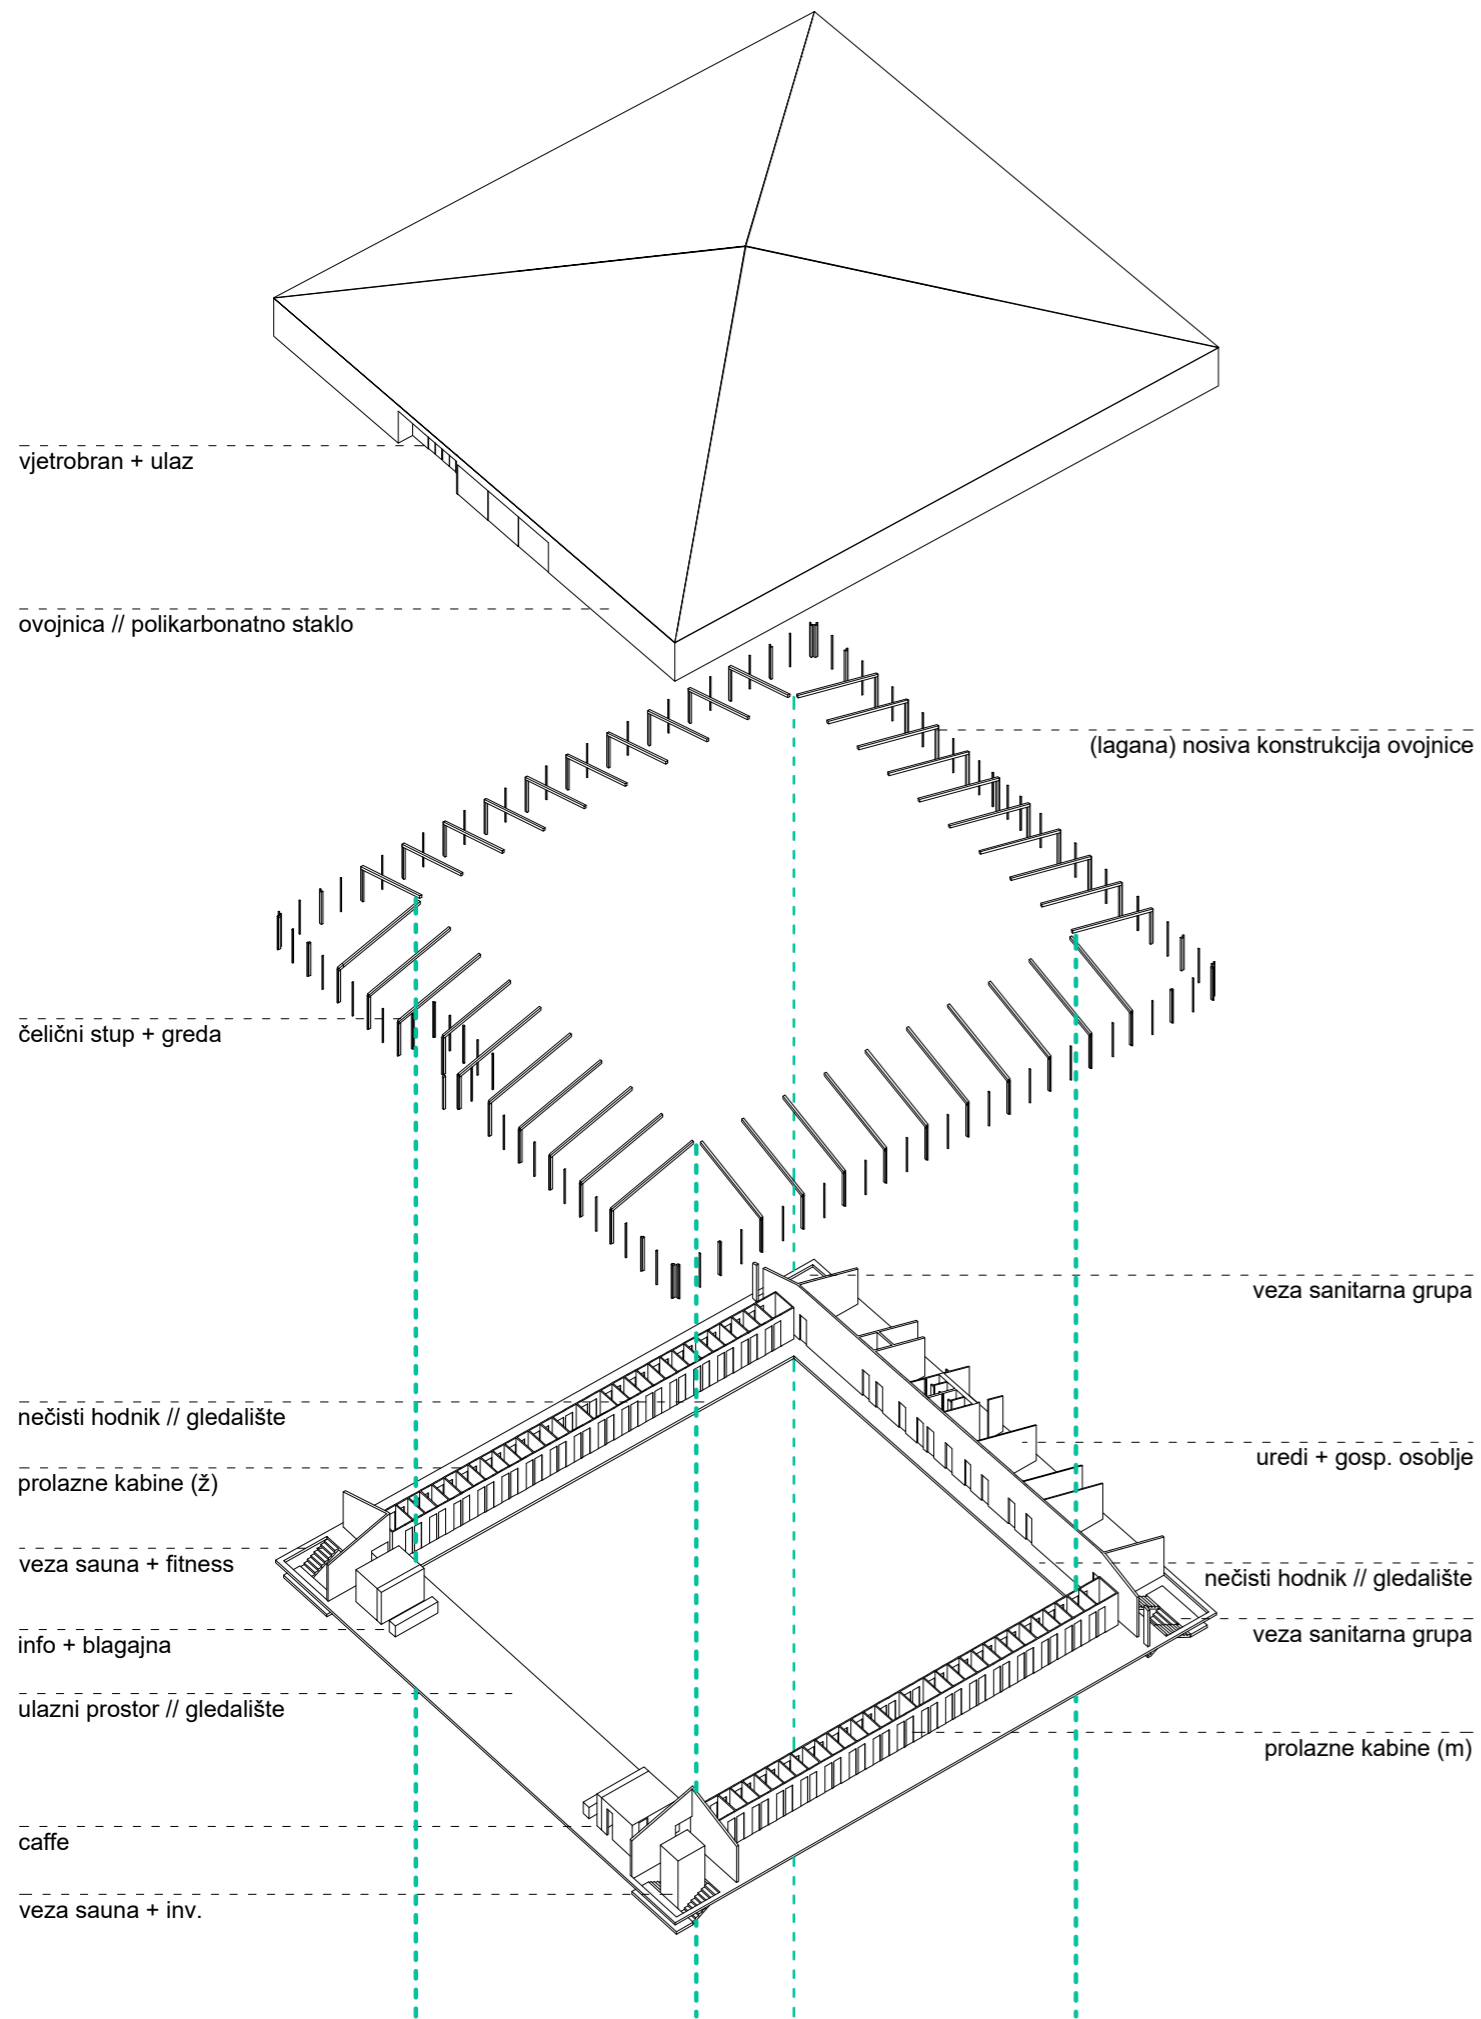 vjetrobran + ulaz
ovojnica // polikarbonatno staklo
(lagana) nosiva konstrukcija ovojnice
čelični stup + greda
veza sanitarna grupa
nečisti hodnik // gledalište
uredi + gosp. osoblje
prolazne kabine (ž)
veza sauna + fitness
nečisti hodnik // gledalište
info + blagajna
veza sanitarna grupa
ulazni prostor // gledalište
prolazne kabine (m)
caffe
veza sauna + inv.